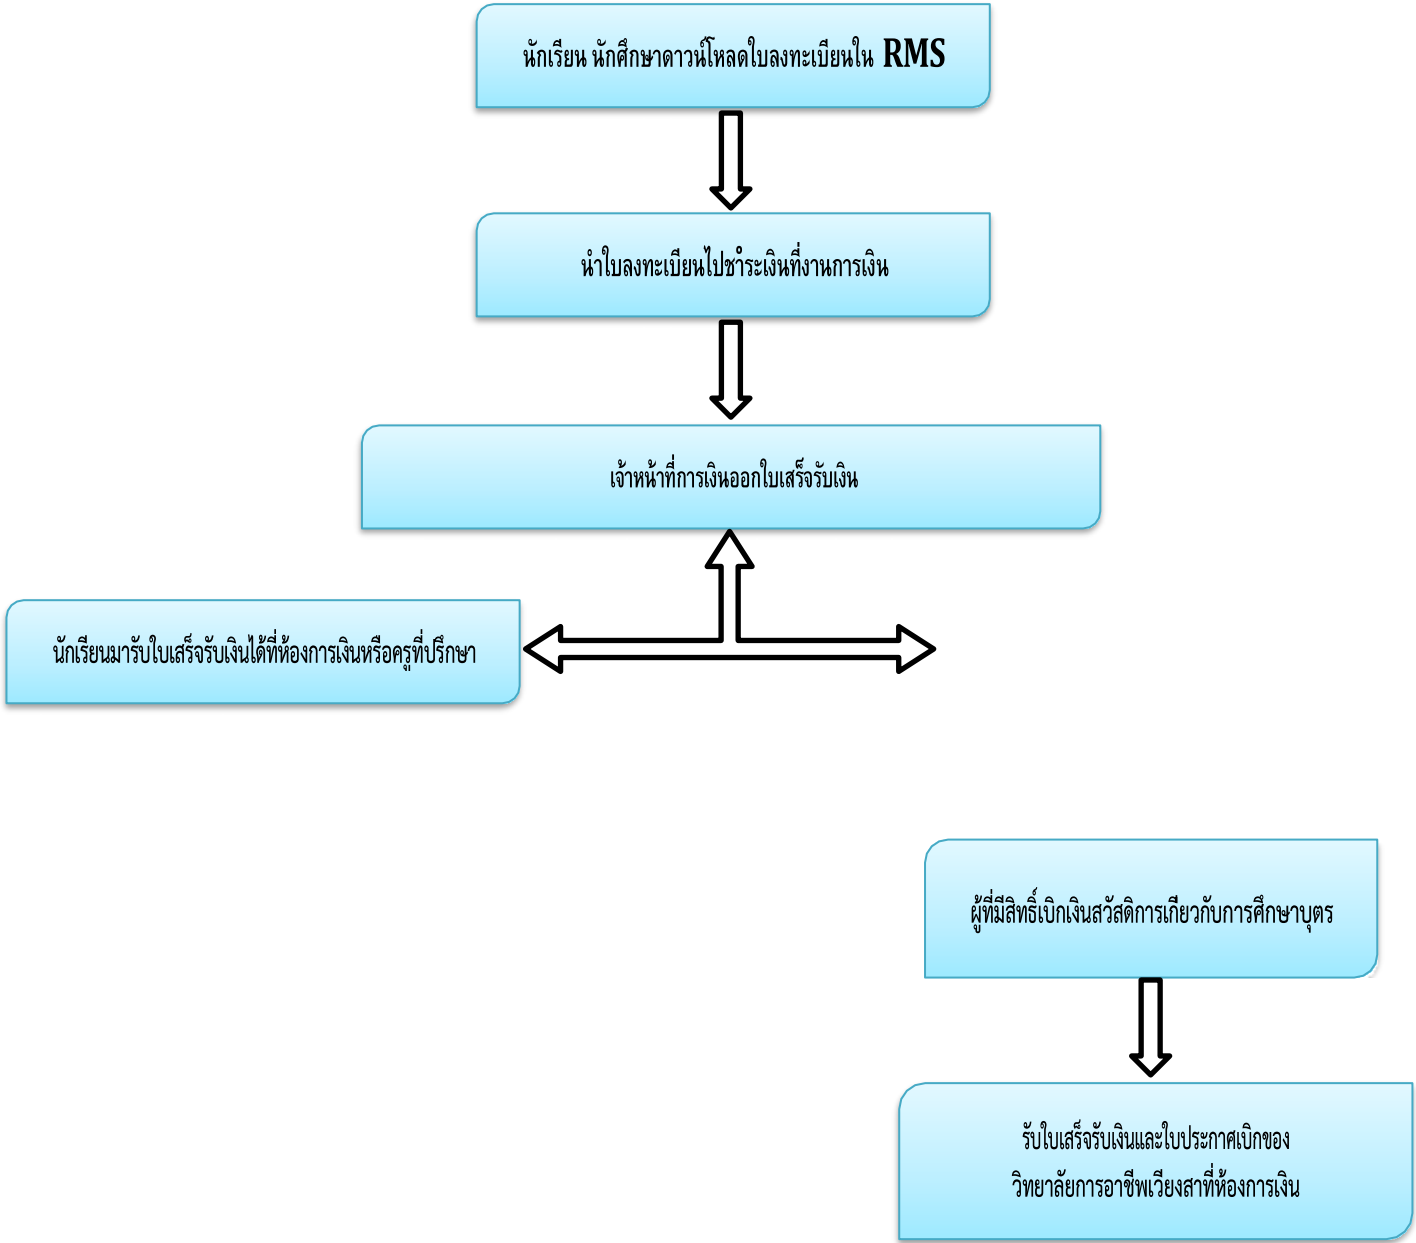 นักเรียน นักศึกษาดาวน์โหลดใบลงทะเบียนใน RMS
นำใบลงทะเบียนไปชำระเงินที่งานการเงิน
เจ้าหน้าที่การเงินออกใบเสร็จรับเงิน
นักเรียนมารับใบเสร็จรับเงินได้ที่ห้องการเงินหรือครูที่ปรึกษา
ผู้ที่มีสิทธิ์เบิกเงินสวัสดิการเกียวกับการศึกษาบุตร
รับใบเสร็จรับเงินและใบประกาศเบิกของ
วิทยาลัยการอาชีพเวียงสาที่ห้องการเงิน